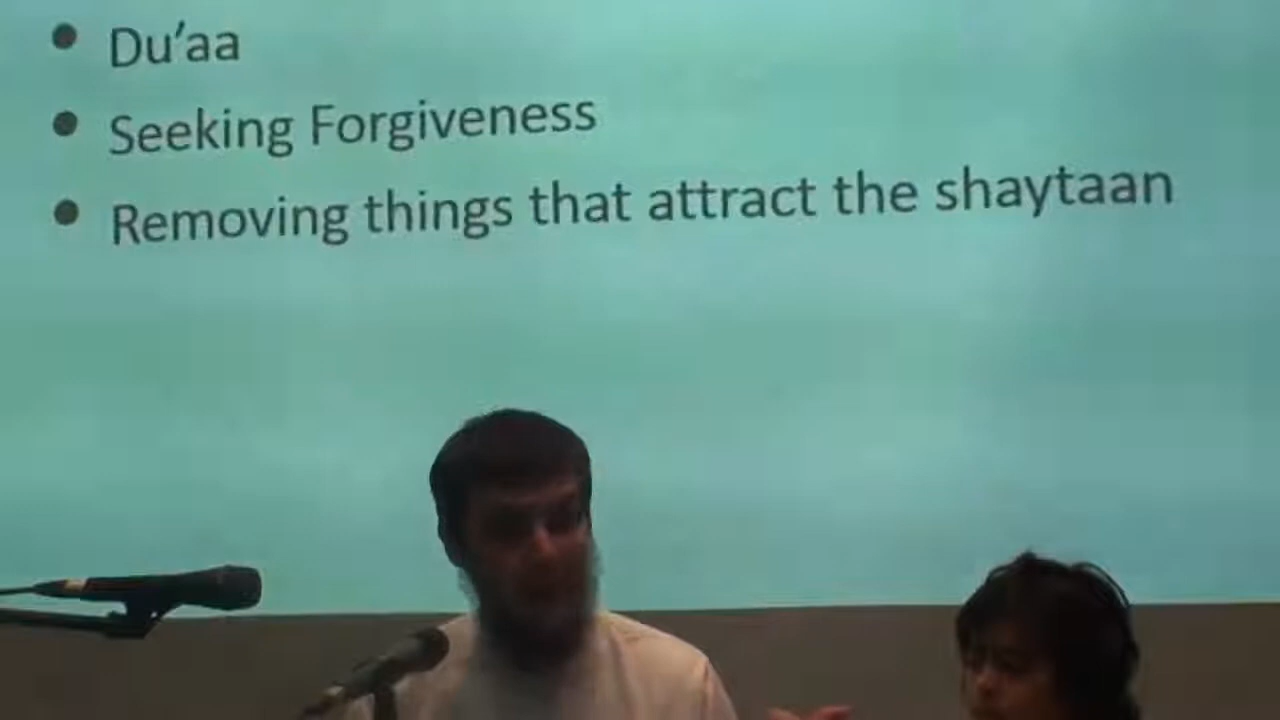 • Du'aa
• Seeking Forgiveness
• Removing things that attract the shaytaan